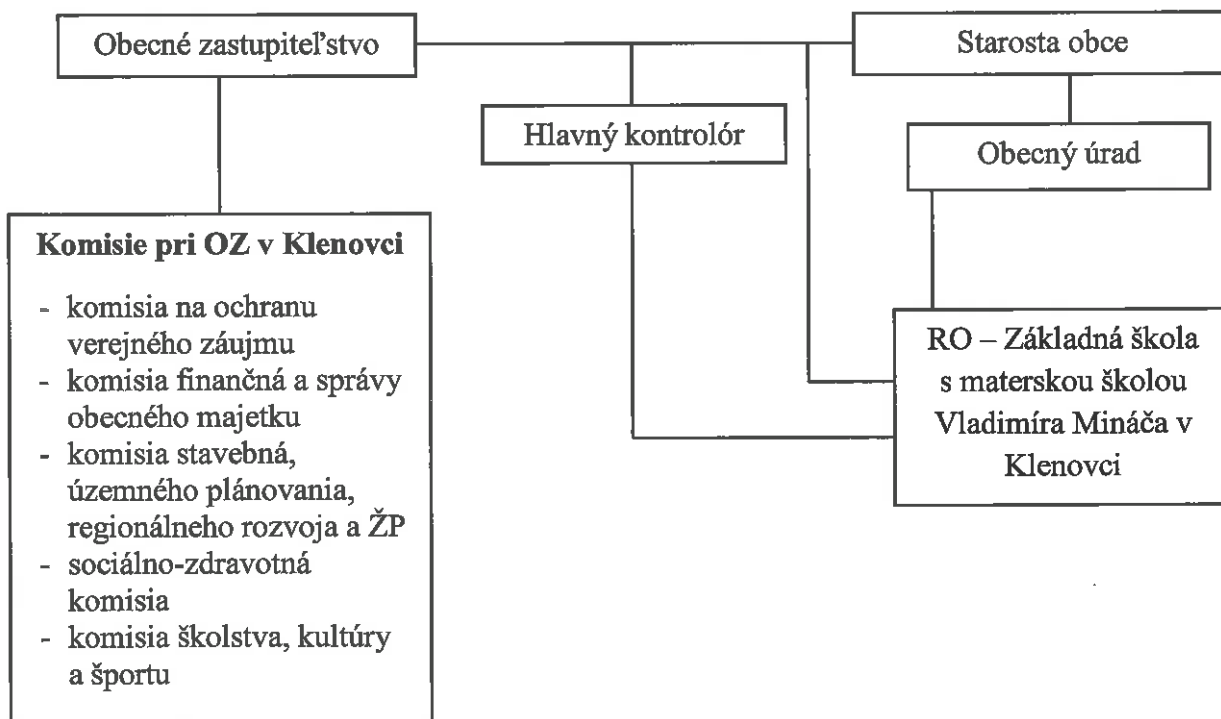 Obecné zastupiteľstvo
Starosta obce
Hlavný kontrolór
Obecný úrad
Komisie pri OZ v Klenovci
- komisia na ochranu
verejného záujmu
- komisia finančná a správy
obecného majetku
- komisia stavebná,
územného plánovania,
regionálneho rozvoja a ŽP
- sociálno-zdravotná
komisia
- komisia školstva, kultúry
a športu
RO – Základná škola
s materskou školou
Vladimíra Mináča v
Klenovci